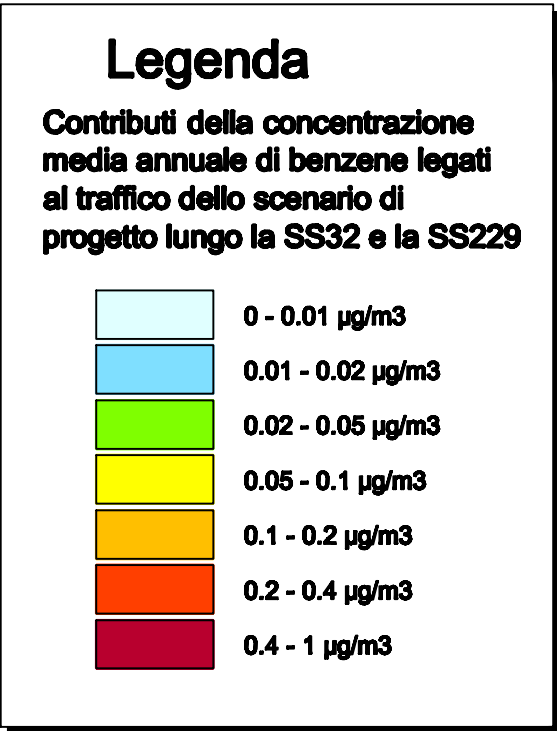 Legenda
Contributi della concentrazione
media annuale di benzene legati
al traffico dello scenario di
progetto lungo la SS32 e la SS229
0 - 0.01 µg/m3
0.01 - 0.02 µg/m3
0.02 - 0.05 µg/m3
0.05 - 0.1 µg/m3
0.1 - 0.2 µg/m3
0.2 - 0.4 µg/m3
0.4 - 1 µg/m3